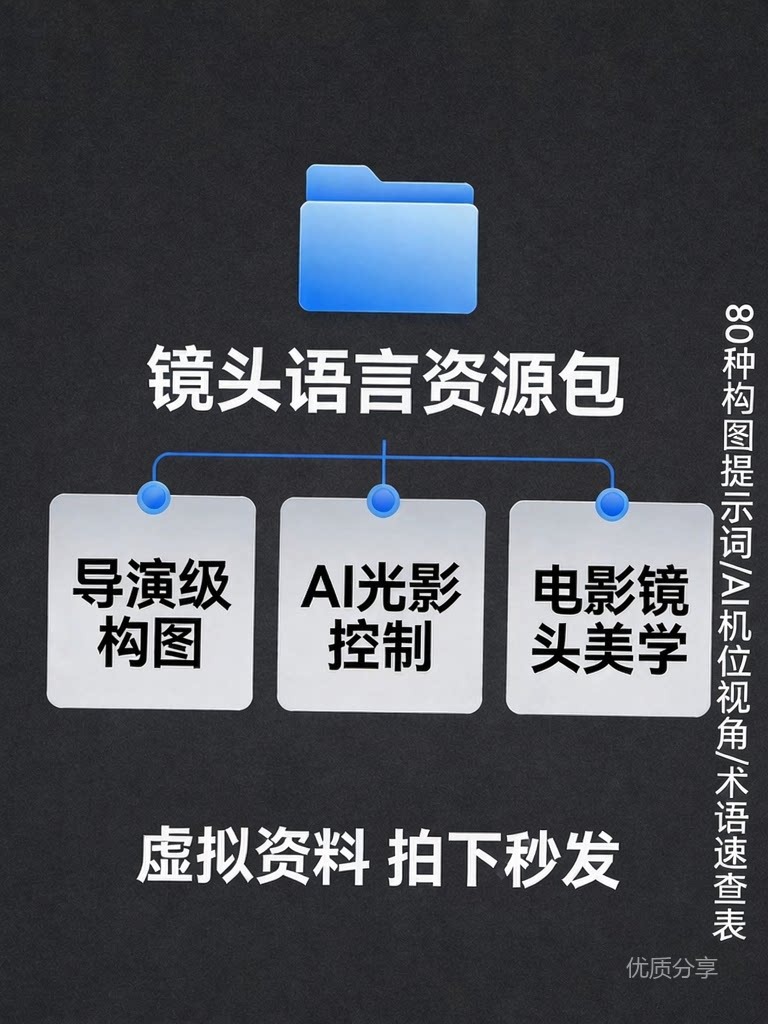 镜头语言资源包
导演级
构图
AI光影
控制
电影镜
头美学
80种构图提示词/AI机位视角/术语速查表
虚拟资料 拍下秒发
优质分享